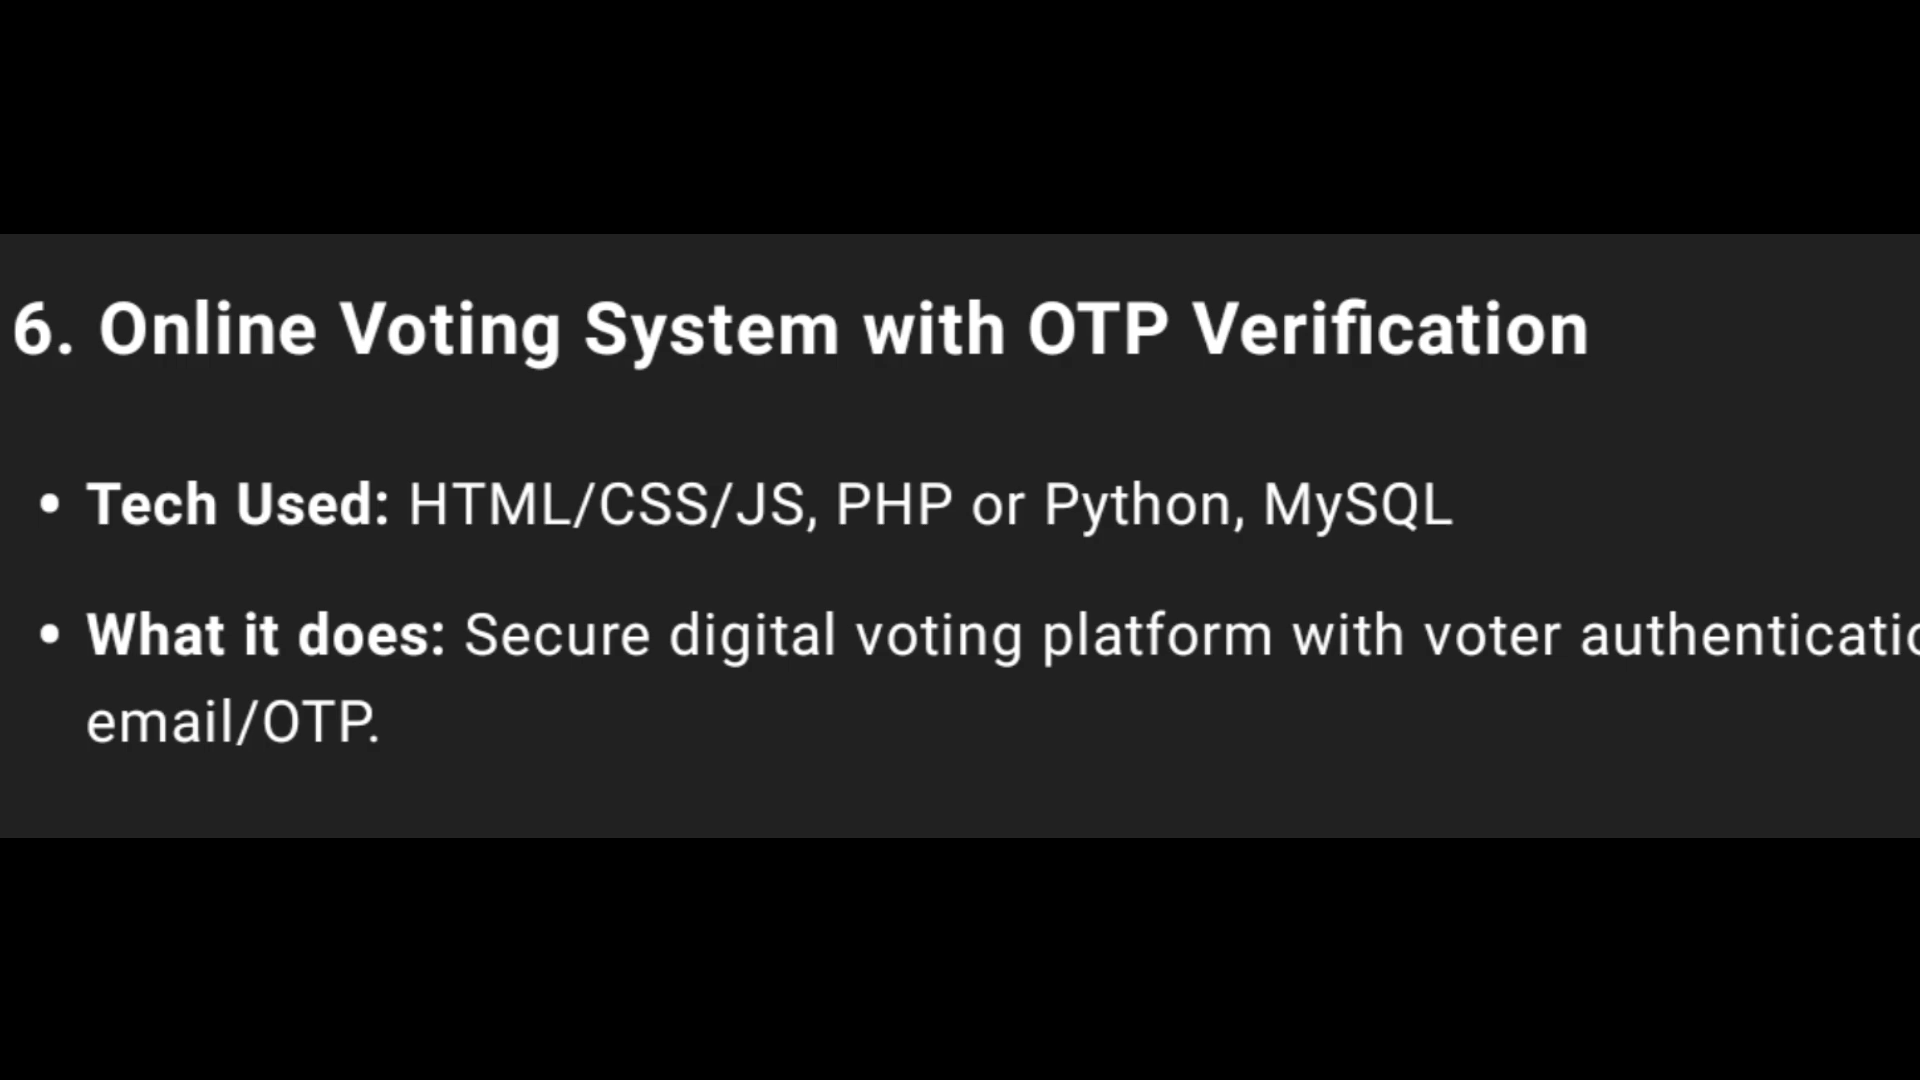 6. Online Voting System with OTP Verification
• Tech Used: HTML/CSS/JS, PHP or Python, MySQL
• What it does: Secure digital voting platform with voter
email/OTP.